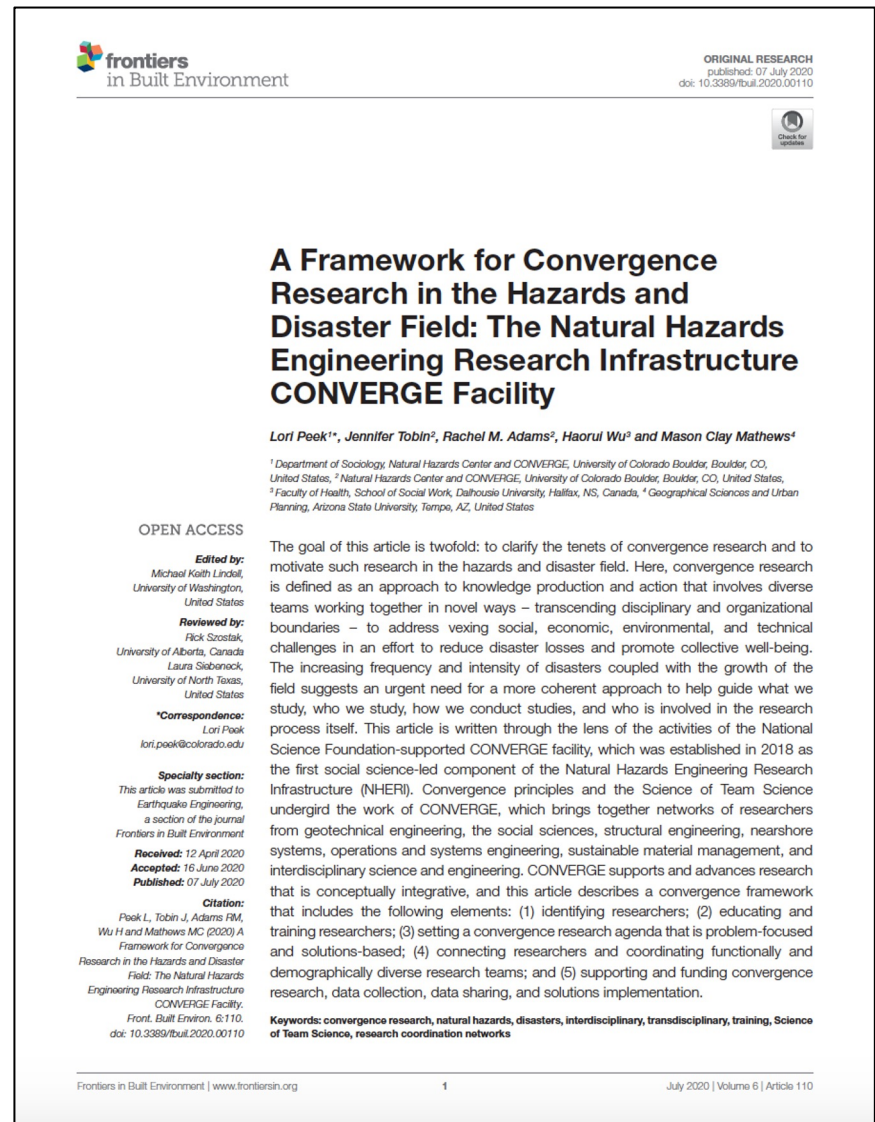 frontiers
in Built Environment
ORIGINAL RESEARCH
published: 07 July 2020
doi: 10.3389/fbuil.2020.00110
Check for
updates
A Framework for Convergence
Research in the Hazards and
Disaster Field: The Natural Hazards
Engineering Research Infrastructure
CONVERGE Facility
Lori Peek1*, Jennifer Tobin2, Rachel M. Adams2, Haorui Wu3 and Mason Clay Mathews4
1 Department of Sociology, Natural Hazards Center and CONVERGE, University of Colorado Boulder, Boulder, CO,
United States, 2 Natural Hazards Center and CONVERGE, University of Colorado Boulder, Boulder, CO, United States,
3 Faculty of Health, School of Social Work, Dalhousie University, Halifax, NS, Canada, 4 Geographical Sciences and Urban
Planning, Arizona State University, Tempe, AZ, United States
OPEN ACCESS
Edited by:
Michael Keith Lindell,
University of Washington,
United States
Reviewed by:
Rick Szostak,
University of Alberta, Canada
Laura Siebeneck,
University of North Texas,
United States
*Correspondence:
Lori Peek
lori.peek@colorado.edu
Specialty section:
This article was submitted to
Earthquake Engineering,
a section of the journal
Frontiers in Built Environment
Received: 12 April 2020
Accepted: 16 June 2020
Published: 07 July 2020
Citation:
Peek L, Tobin J, Adams RM,
Wu H and Mathews MC (2020) A
Framework for Convergence
Research in the Hazards and Disaster
Field: The Natural Hazards
Engineering Research Infrastructure
CONVERGE Facility.
Front. Built Environ. 6:110.
doi: 10.3389/fbuil.2020.00110
The goal of this article is twofold: to clarify the tenets of convergence research and to
motivate such research in the hazards and disaster field. Here, convergence research
is defined as an approach to knowledge production and action that involves diverse
teams working together in novel ways – transcending disciplinary and organizational
boundaries – to address vexing social, economic, environmental, and technical
challenges in an effort to reduce disaster losses and promote collective well-being.
The increasing frequency and intensity of disasters coupled with the growth of the
field suggests an urgent need for a more coherent approach to help guide what we
study, who we study, how we conduct studies, and who is involved in the research
process itself. This article is written through the lens of the activities of the National
Science Foundation-supported CONVERGE facility, which was established in 2018 as
the first social science-led component of the Natural Hazards Engineering Research
Infrastructure (NHERI). Convergence principles and the Science of Team Science
undergird the work of CONVERGE, which brings together networks of researchers
from geotechnical engineering, the social sciences, structural engineering, nearshore
systems, operations and systems engineering, sustainable material management, and
interdisciplinary science and engineering. CONVERGE supports and advances research
that is conceptually integrative, and this article describes a convergence framework
that includes the following elements: (1) identifying researchers; (2) educating and
training researchers; (3) setting a convergence research agenda that is problem-focused
and solutions-based; (4) connecting researchers and coordinating functionally and
demographically diverse research teams; and (5) supporting and funding convergence
research, data collection, data sharing, and solutions implementation.
Keywords: convergence research, natural hazards, disasters, interdisciplinary, transdisciplinary, training, Science
of Team Science, research coordination networks
Frontiers in Built Environment | www.frontiersin.org
1
July 2020 | Volume 6 | Article 110